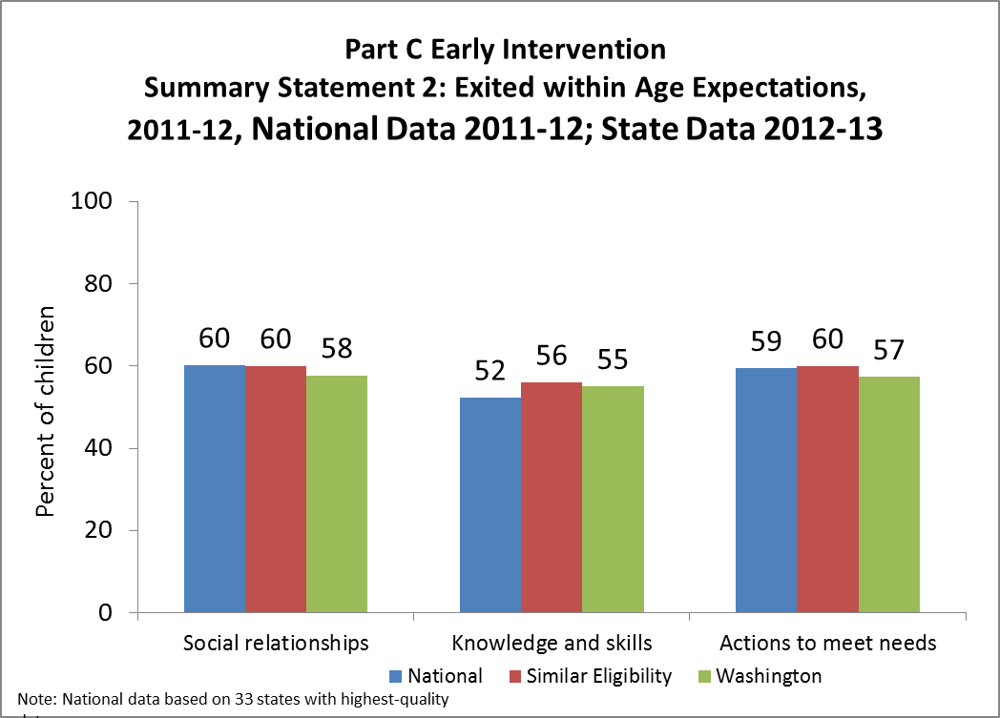 Part C Early Intervention
Summary Statement 2: Exited within Age Expectations,
2011-12, National Data 2011-12; State Data 2012-13
100
80
60
40
20
0
Percent of children
60 60 58
52 56 55
59 60 57
Social relationships Knowledge and skills Actions to meet needs
National Similar Eligibility Washington
Note: National data based on 33 states with highest-quality